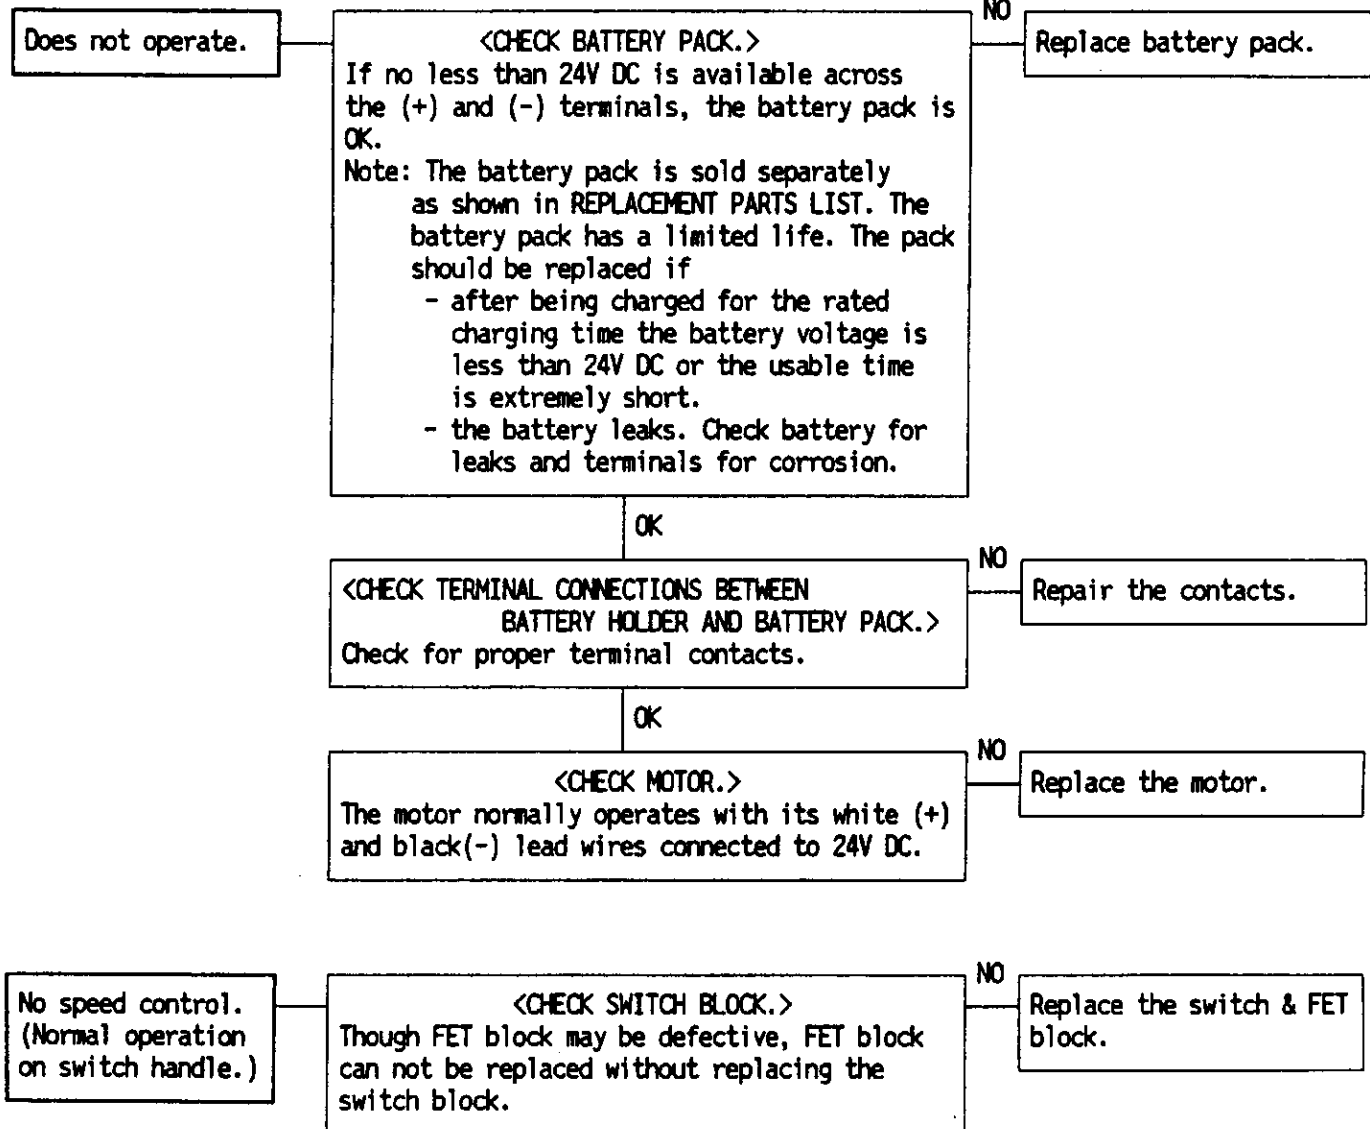 Does not operate.
<CHECK BATTERY PACK.>
If no less than 24V DC is available across
the (+) and (-) terminals, the battery pack is
OK.
Note: The battery pack is sold separately
as shown in REPLACEMENT PARTS LIST. The
battery pack has a limited life. The pack
should be replaced if
- after being charged for the rated
charging time the battery voltage is
less than 24V DC or the usable time
is extremely short.
- the battery leaks. Check battery for
leaks and terminals for corrosion.
NO
Replace battery pack.
OK
<CHECK TERMINAL CONNECTIONS BETWEEN
BATTERY HOLDER AND BATTERY PACK.>
Check for proper terminal contacts.
NO
Repair the contacts.
OK
<CHECK MOTOR.>
The motor normally operates with its white (+)
and black(-) lead wires connected to 24V DC.
NO
Replace the motor.
No speed control.
(Normal operation
on switch handle.)
<CHECK SWITCH BLOCK.>
Though FET block may be defective, FET block
can not be replaced without replacing the
switch block.
NO
Replace the switch & FET
block.